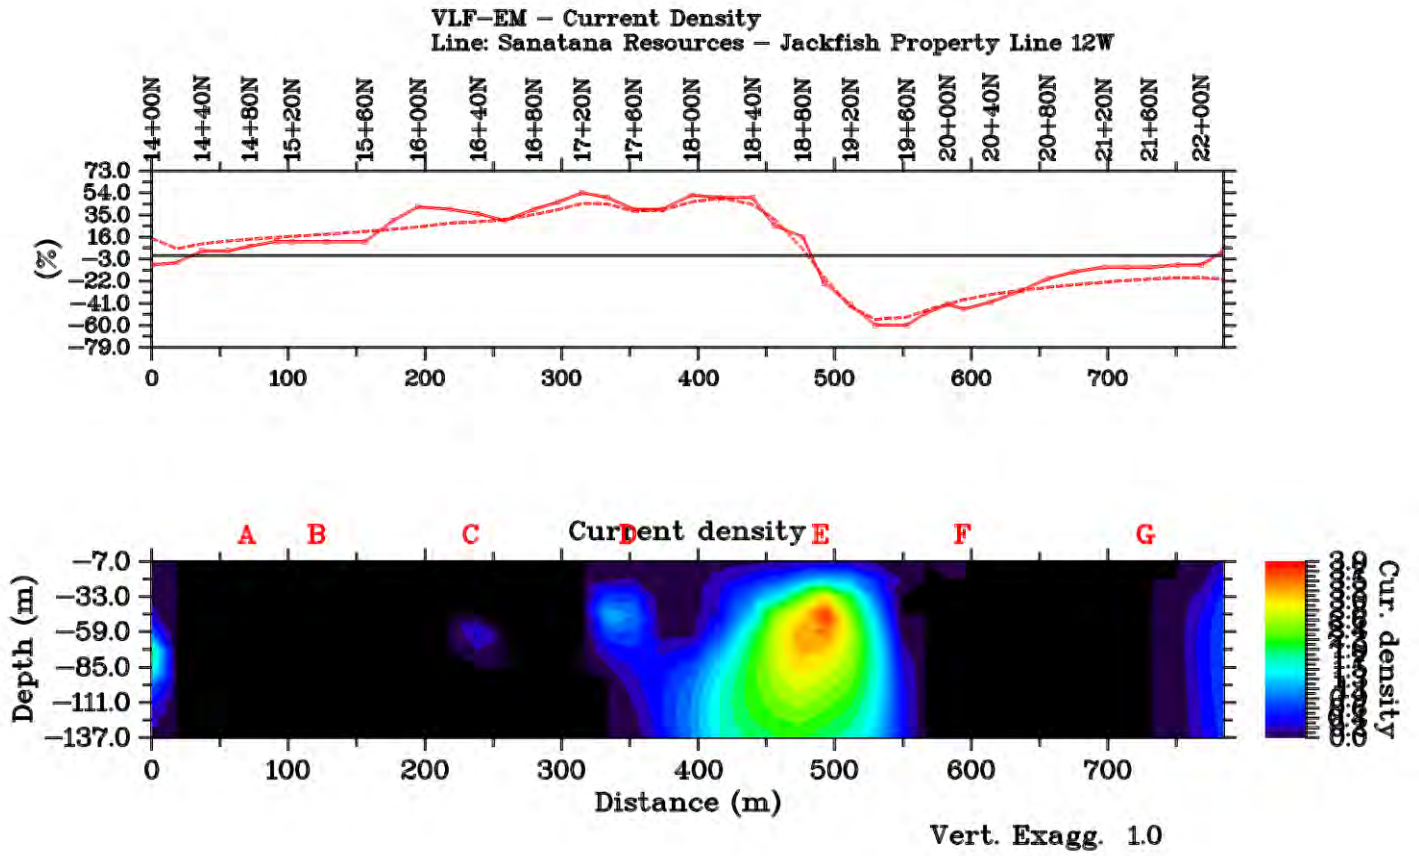 VLF-EM - Current Density
Line: Sanatana Resources - Jackfish Property Line 12W
14+00N 14+40N 14+80N 15+20N 15+60N 16+00N 16+40N 16+80N 17+20N 17+60N 18+00N 18+40N 18+80N 19+20N 19+60N 20+00N 20+40N 20+80N 21+20N 21+60N 22+00N
73.0
54.0
35.0
16.0
-3.0
-22.0
-41.0
-60.0
-79.0
(%)
0 100 200 300 400 500 600 700
A B C D E F G
Current density
-7.0
-33.0
-59.0
-85.0
-111.0
-137.0
Depth (m)
0 100 200 300 400 500 600 700
Distance (m)
0.0
Cur. density
Vert. Exagg. 1.0